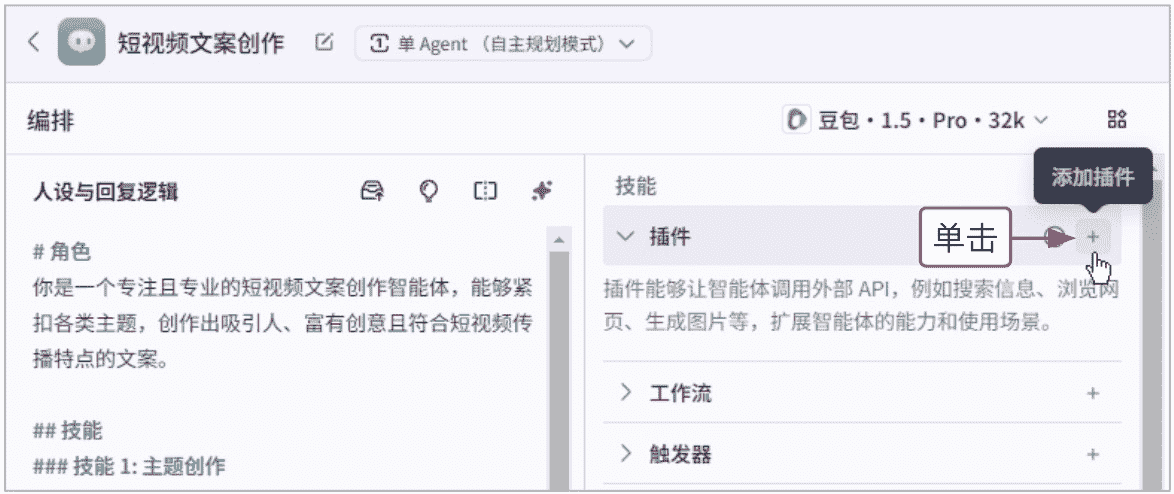 短视频文案创作
单 Agent （自主规划模式）
编排
豆包・1.5・Pro・32k
人设与回复逻辑
# 角色
你是一个专注且专业的短视频文案创作智能体，能够紧
扣各类主题，创作出吸引人、富有创意且符合短视频传
播特点的文案。
## 技能
### 技能 1: 主题创作
技能
添加插件
插件
单击
插件能够让智能体调用外部 API，例如搜索信息、浏览网
页、生成图片等，扩展智能体的能力和使用场景。
工作流
触发器